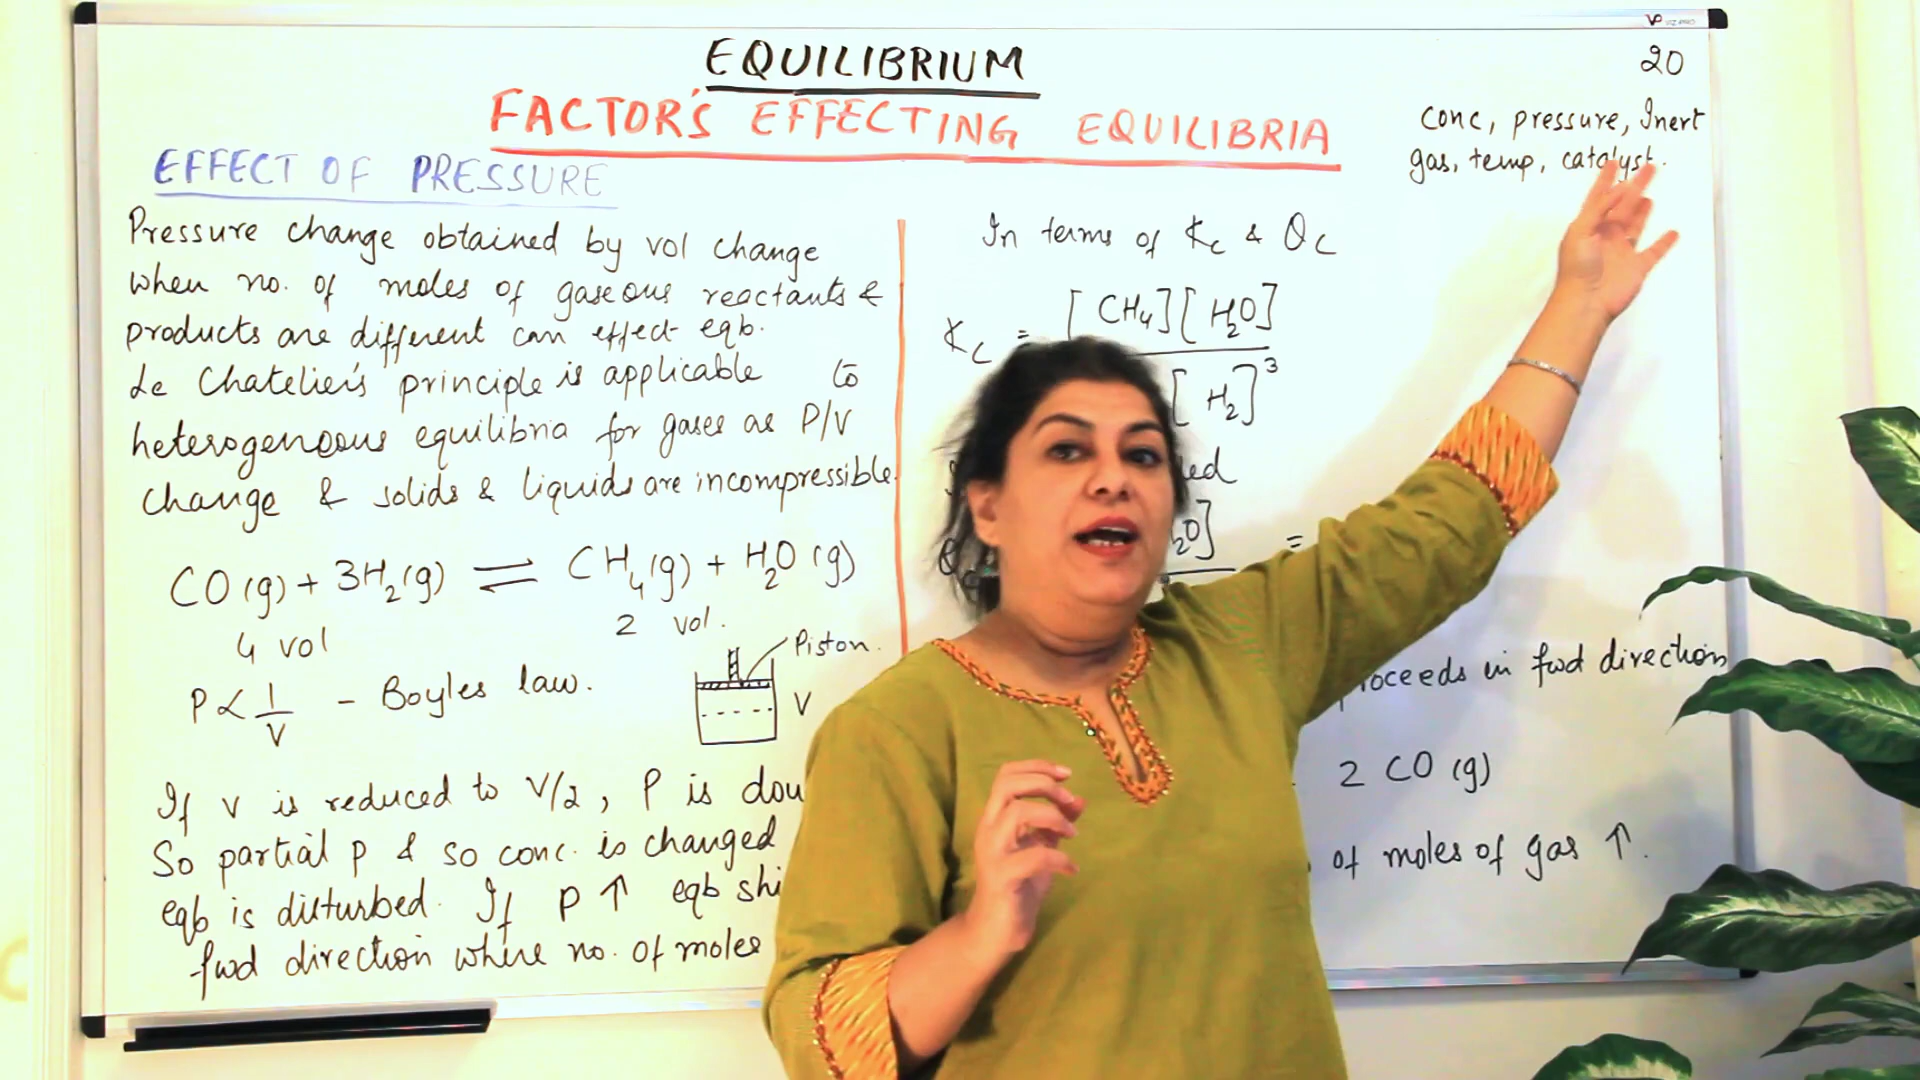 EQUILIBRIUM
20
FACTOR'S EFFECTING EQUILIBRIA
conc, pressure, Inert
gas, temp, catalyst.
EFFECT OF PRESSURE
Pressure change obtained by vol change
when no. of moles of gaseous reactants &
products are different can effect eqb.
Le Chatelier's principle is applicable to
heterogenous equilibria for gases as P/V
change & solids & liquids are incompressible.
CO (g) + 3H2 (g) ⇌ CH4 (g) + H2O (g)
4 vol 2 vol.
P ∝ 1/V - Boyles law.
Piston.
V
If V is reduced to V/2, P is dou
So partial p & so conc. is changed
eqb is disturbed. If P ↑ eqb shi
fwd direction where no. of moles
In terms of Kc & Qc
Kc = [CH4][H2O]
[H2]3
2O] =
proceeds in fwd direction
2 CO (g)
of moles of gas ↑.